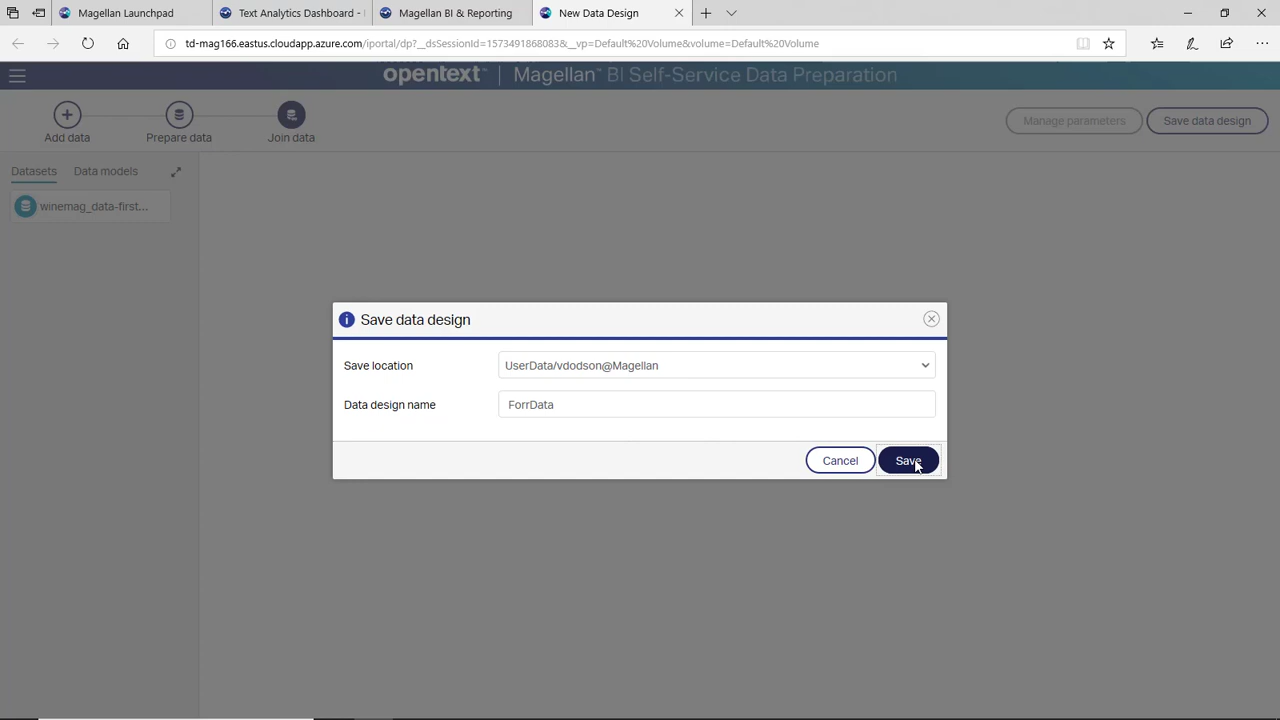 Magellan Launchpad
Text Analytics Dashboard -
Magellan BI & Reporting
New Data Design
td-mag166.eastus.cloudapp.azure.com/iportal/dp?__dsSessionId=1573491868083&__vp=Default%20Volume&volume=Default%20Volume
opentext™ | Magellan™ BI Self-Service Data Preparation
Add data
Prepare data
Join data
Manage parameters
Save data design
Datasets
Data models
winemag_data-first...
Save data design
Save location
UserData/vdodson@Magellan
Data design name
ForrData
Cancel
Save